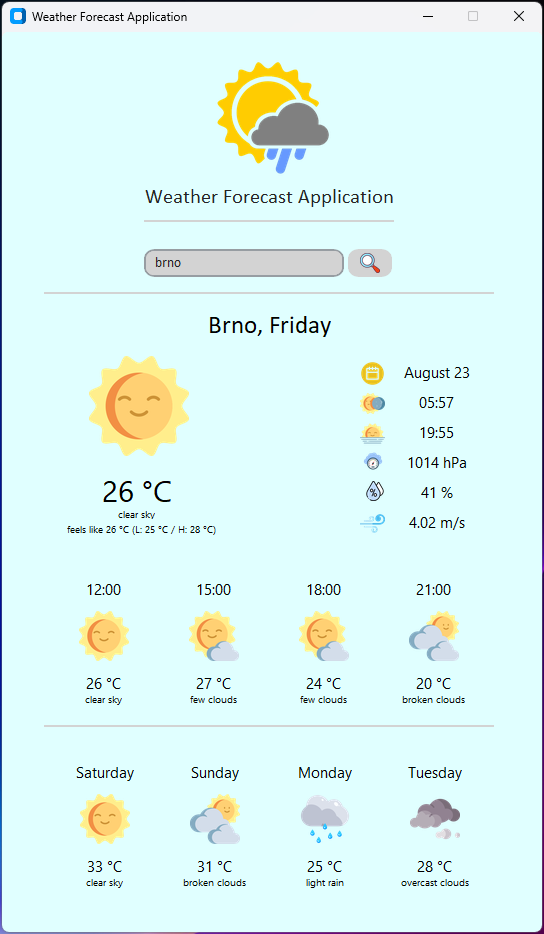 Weather Forecast Application
Weather Forecast Application
brno
Brno, Friday
August 23
05:57
19:55
1014 hPa
%
41 %
4.02 m/s
26 °C
clear sky
feels like 26 °C (L: 25 °C / H: 28 °C)
12:00 15:00 18:00 21:00
26 °C 27 °C 24 °C 20 °C
clear sky few clouds few clouds broken clouds
Saturday Sunday Monday Tuesday
33 °C 31 °C 25 °C 28 °C
clear sky broken clouds light rain overcast clouds